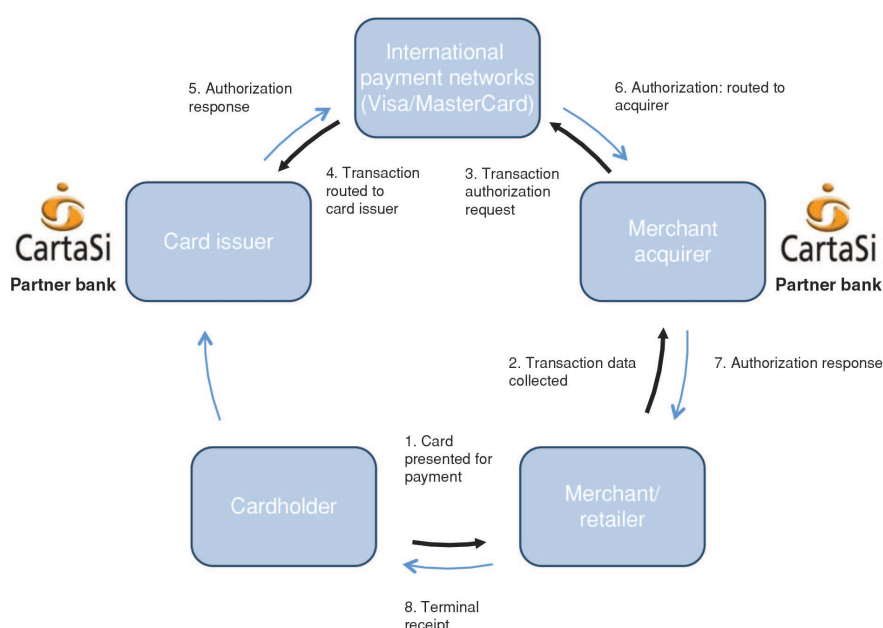 International
payment networks
(Visa/MasterCard)
5. Authorization
response
6. Authorization: routed to
acquirer
4. Transaction
routed to
card issuer
3. Transaction
authorization
request
CartaSi
Partner bank
Card issuer
Merchant
acquirer
CartaSi
Partner bank
2. Transaction data
collected
7. Authorization response
1. Card
presented for
payment
Cardholder
Merchant/
retailer
8. Terminal
receipt